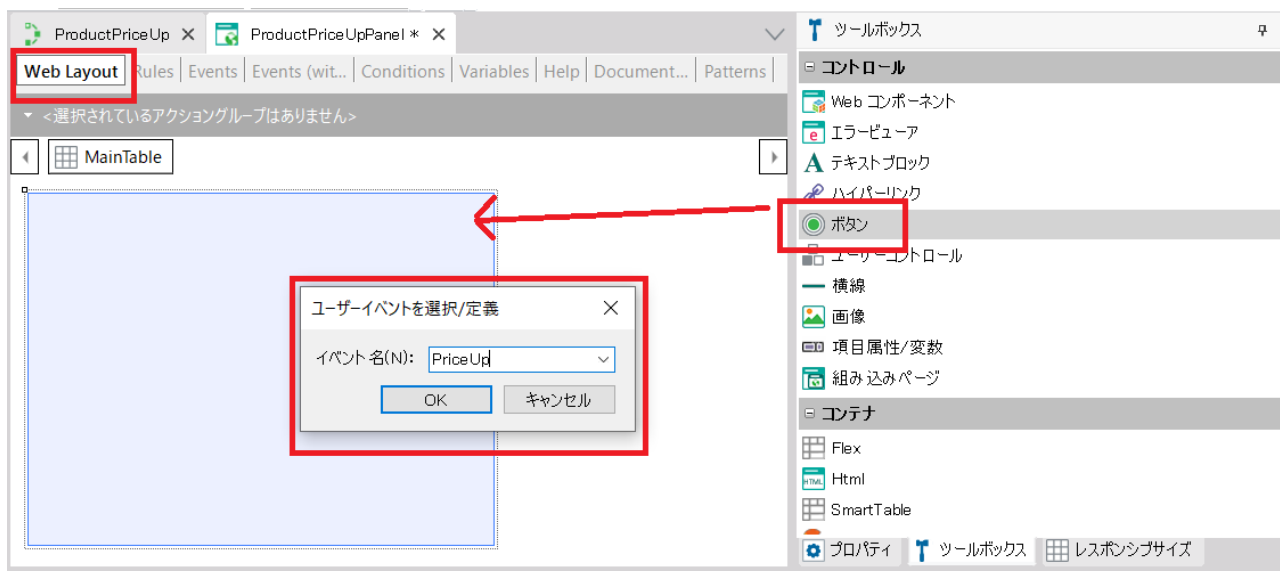 ProductPriceUp
ProductPriceUpPanel *
Web Layout Rules Events Events (wit... Conditions Variables Help Document... Patterns
<選択されているアクショングループはありません>
MainTable
ユーザーイベントを選択/定義
イベント名(N): PriceUp
OK キャンセル
ツールボックス
コントロール
Web コンポーネント
エラービューア
テキストブロック
ハイパーリンク
ボタン
ユーザーコントロール
横線
画像
項目属性/変数
組み込みページ
コンテナ
Flex
Html
SmartTable
プロパティ ツールボックス レスポンシブサイズ